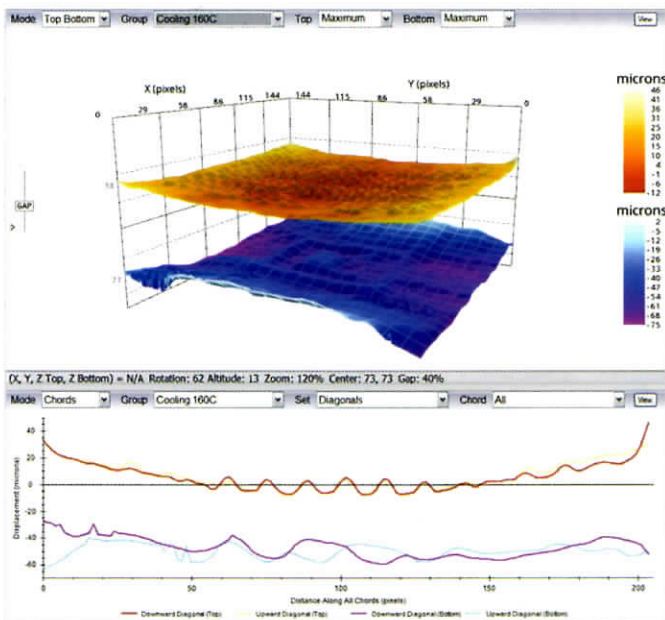 Mode Top Bottom Group Cooling 160C Top Maximum Bottom Maximum View
X (pixels) Y (pixels)
0 29 58 86 115 144 144 115 86 58 29 0
microns
46
41
36
31
25
20
15
10
4
-1
-6
-12
GAP
microns
2
-5
-12
-19
-26
-33
-40
-47
-54
-61
-68
-75
(X, Y, Z Top, Z Bottom) = N/A Rotation: 62 Altitude: 13 Zoom: 120% Center: 73, 73 Gap: 40%
Mode Chords Group Cooling 160C Set Diagonals Chord All View
Displacement (microns)
40
20
0
-20
-40
-60
0 50 100 150 200
Distance Along All Chords (pixels)
Downward Diagonal (Top) Upward Diagonal (Top) Downward Diagonal (Bottom) Upward Diagonal (Bottom)